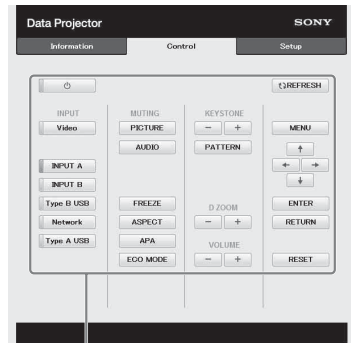 Data Projector
SONY
Information
Control
Setup
REFRESH
INPUT
MUTING
KEYSTONE
Video
PICTURE
- +
MENU
AUDIO
PATTERN
INPUT A
INPUT B
Type B USB
FREEZE
D ZOOM
ENTER
Network
ASPECT
- +
RETURN
Type A USB
APA
VOLUME
ECO MODE
- +
RESET